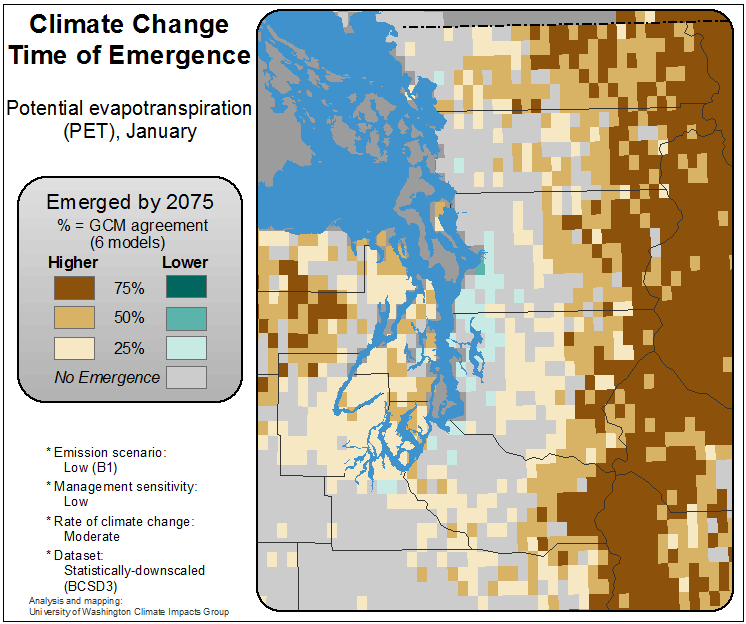 Climate Change
Time of Emergence
Potential evapotranspiration
(PET), January
Emerged by 2075
% = GCM agreement
(6 models)
Higher Lower
75%
50%
25%
No Emergence
* Emission scenario:
Low (B1)
* Management sensitivity:
Low
* Rate of climate change:
Moderate
* Dataset:
Statistically-downscaled
(BCSD3)
Analysis and mapping:
University of Washington Climate Impacts Group